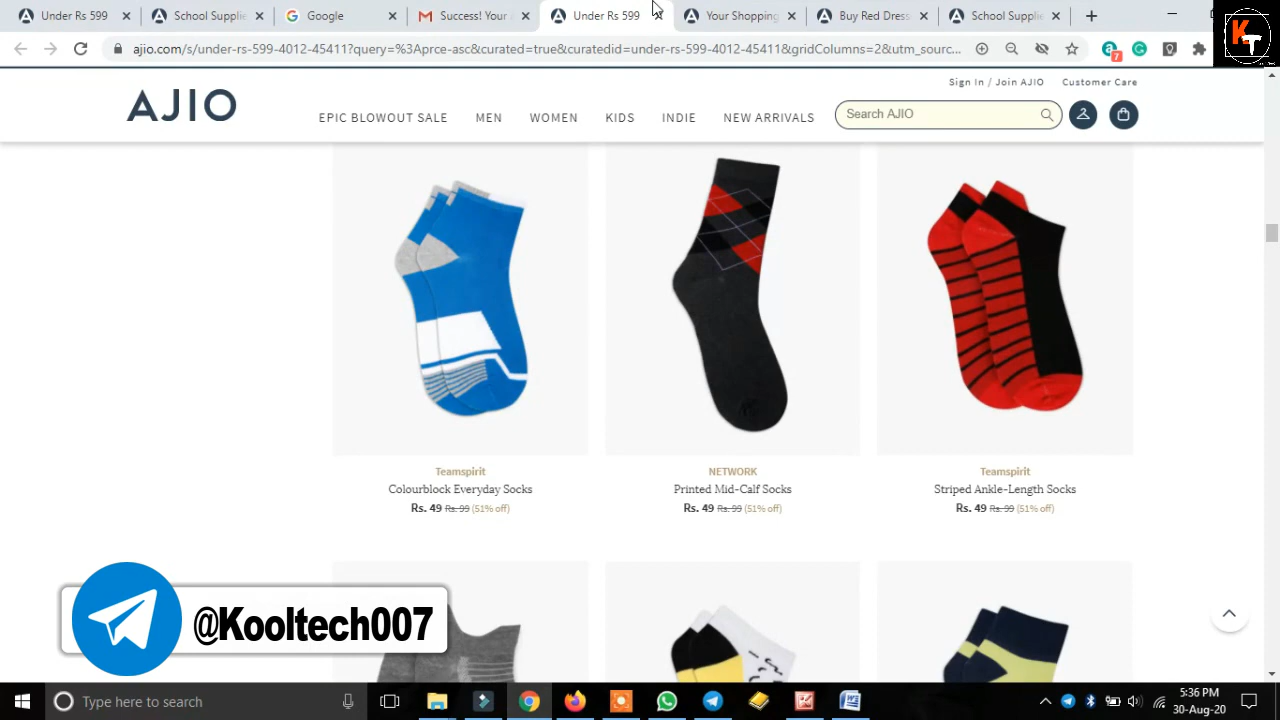 Under Rs 599
School Supplie
Google
Success! Your
Under Rs 599
Your Shopping
Buy Red Dress
School Supplie
ajio.com/s/under-rs-599-4012-45411?query=%3Aprce-asc&curated=true&curatedid=under-rs-599-4012-45411&gridColumns=2&utm_sourc...
7
KT
Sign In / Join AJIO
Customer Care
AJIO
EPIC BLOWOUT SALE
MEN
WOMEN
KIDS
INDIE
NEW ARRIVALS
Search AJIO
Teamspirit
Colourblock Everyday Socks
Rs. 49 Rs. 99 (51% off)
NETWORK
Printed Mid-Calf Socks
Rs. 49 Rs. 99 (51% off)
Teamspirit
Striped Ankle-Length Socks
Rs. 49 Rs. 99 (51% off)
@Kooltech007
Type here to search
5:36 PM
30-Aug-20